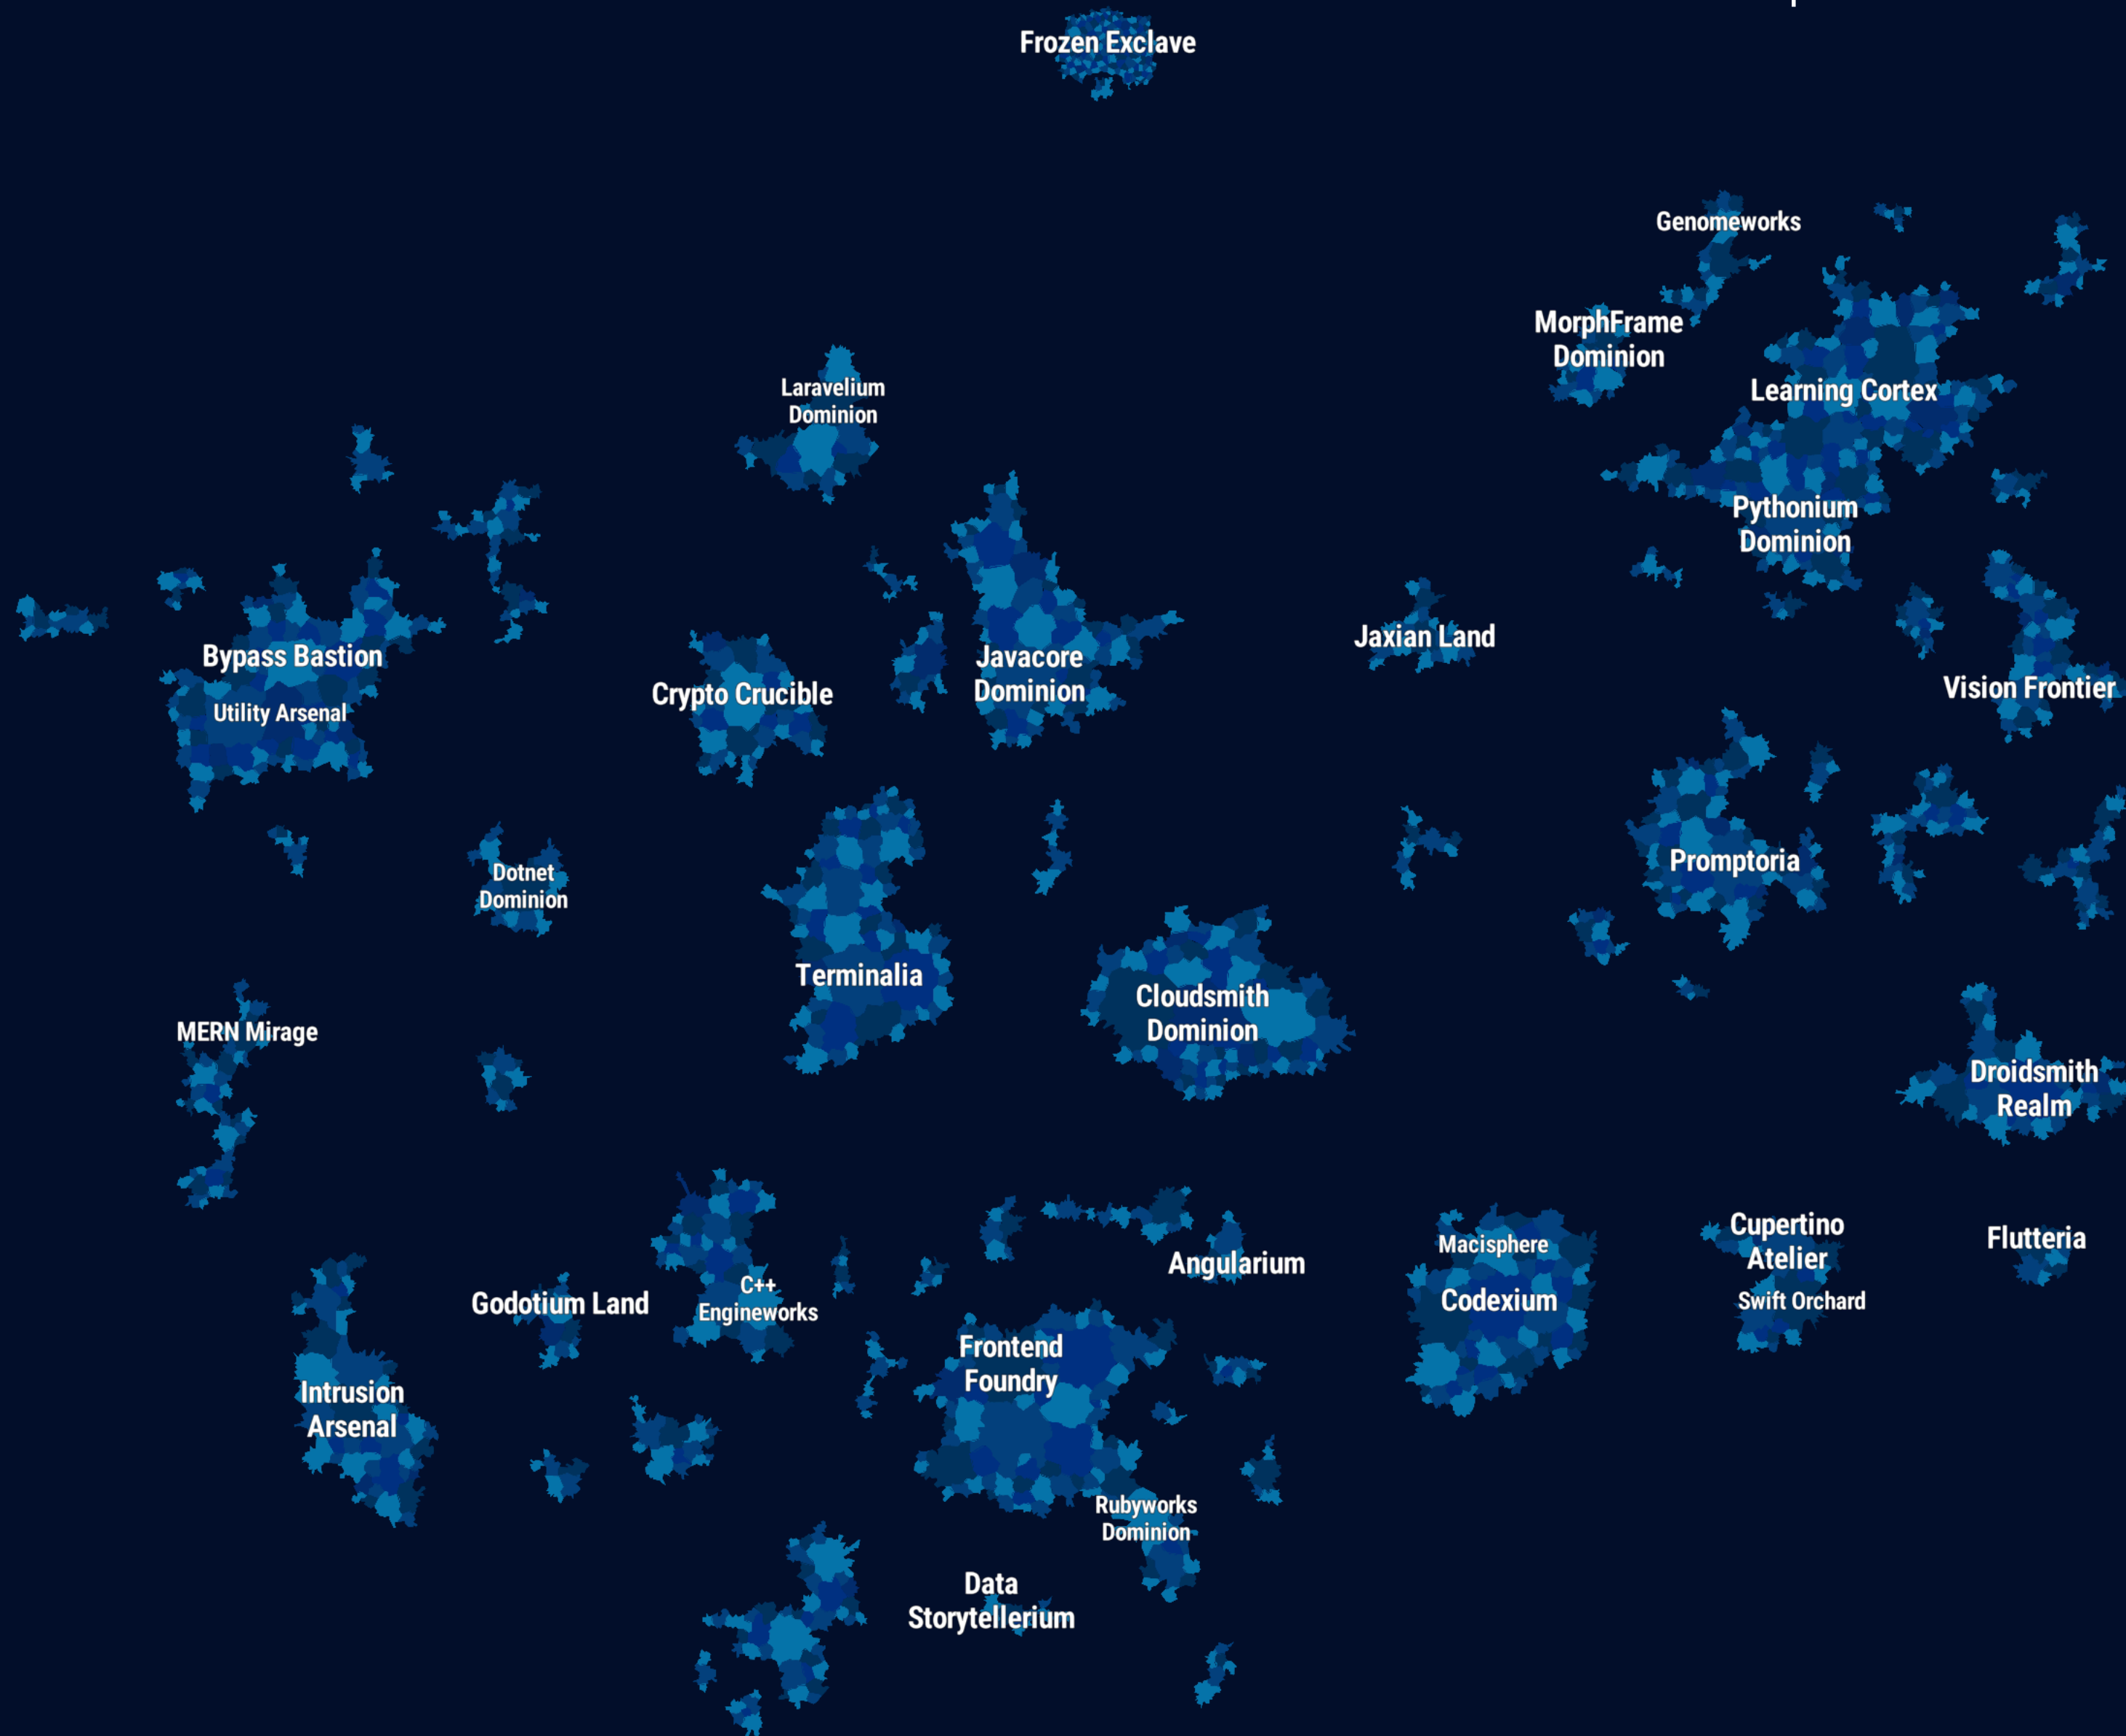 Frozen Exclave
Genomeworks
MorphFrame
Dominion
Laravelium
Dominion
Learning Cortex
Pythonium
Dominion
Jaxian Land
Bypass Bastion
Utility Arsenal
Crypto Crucible
Javacore
Dominion
Vision Frontier
Promptoria
Dotnet
Dominion
Terminalia
Cloudsmith
Dominion
MERN Mirage
Droidsmith
Realm
Cupertino
Atelier
Flutteria
Macisphere
Angularium
C++
Engineworks
Godotium Land
Codexium
Swift Orchard
Frontend
Foundry
Intrusion
Arsenal
Rubyworks
Dominion
Data
Storytellerium